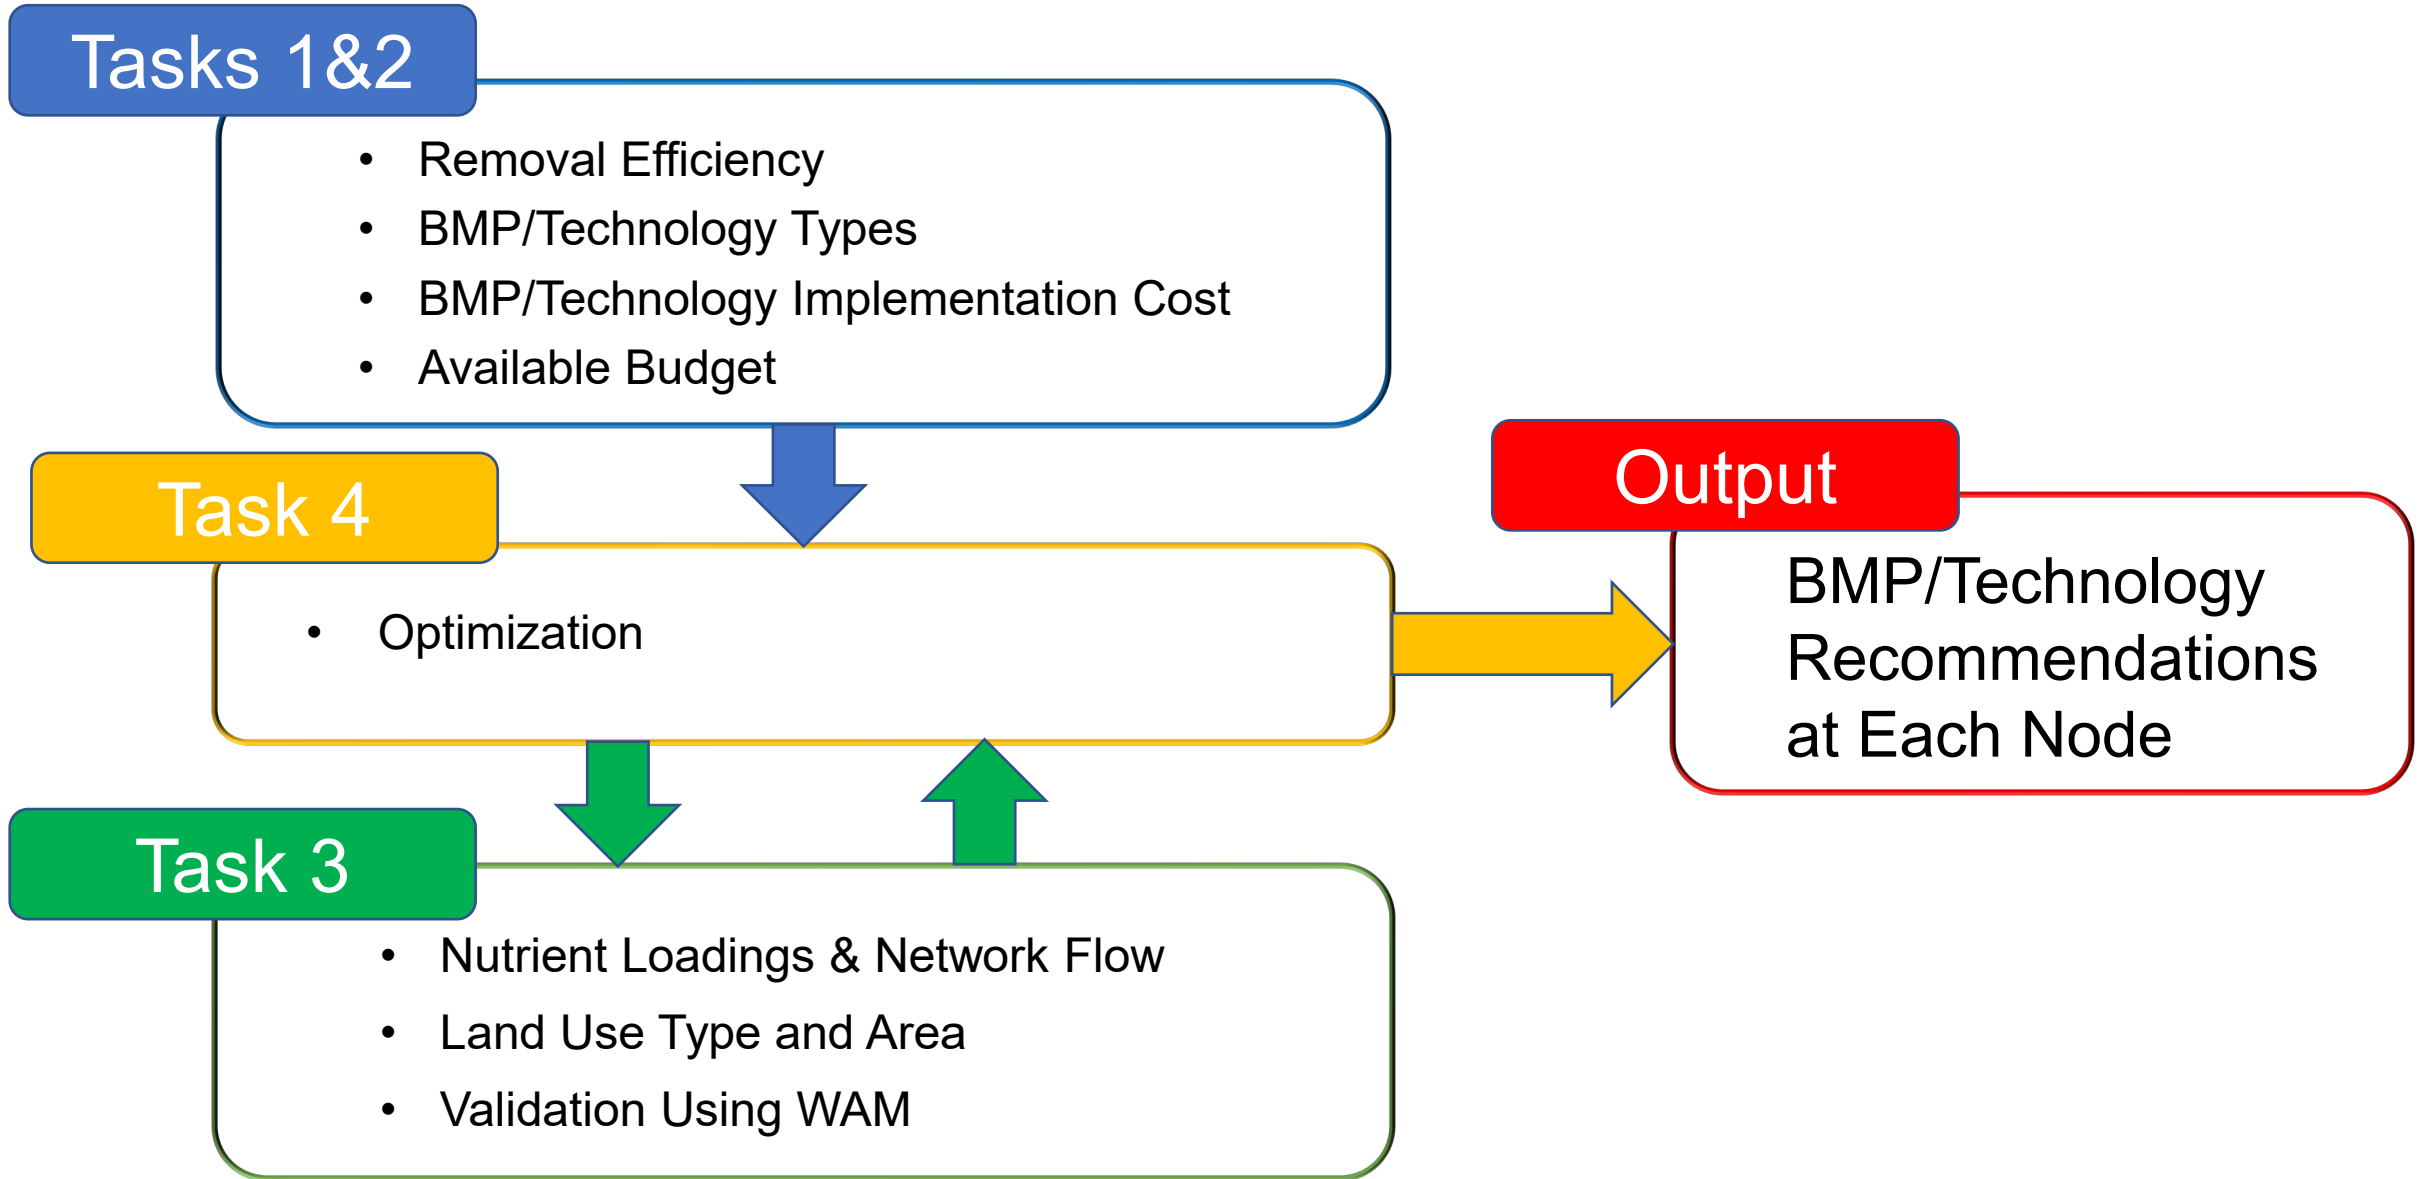 Tasks 1&2
• Removal Efficiency
• BMP/Technology Types
• BMP/Technology Implementation Cost
• Available Budget
Task 4
• Optimization
Output
BMP/Technology
Recommendations
at Each Node
Task 3
• Nutrient Loadings & Network Flow
• Land Use Type and Area
• Validation Using WAM